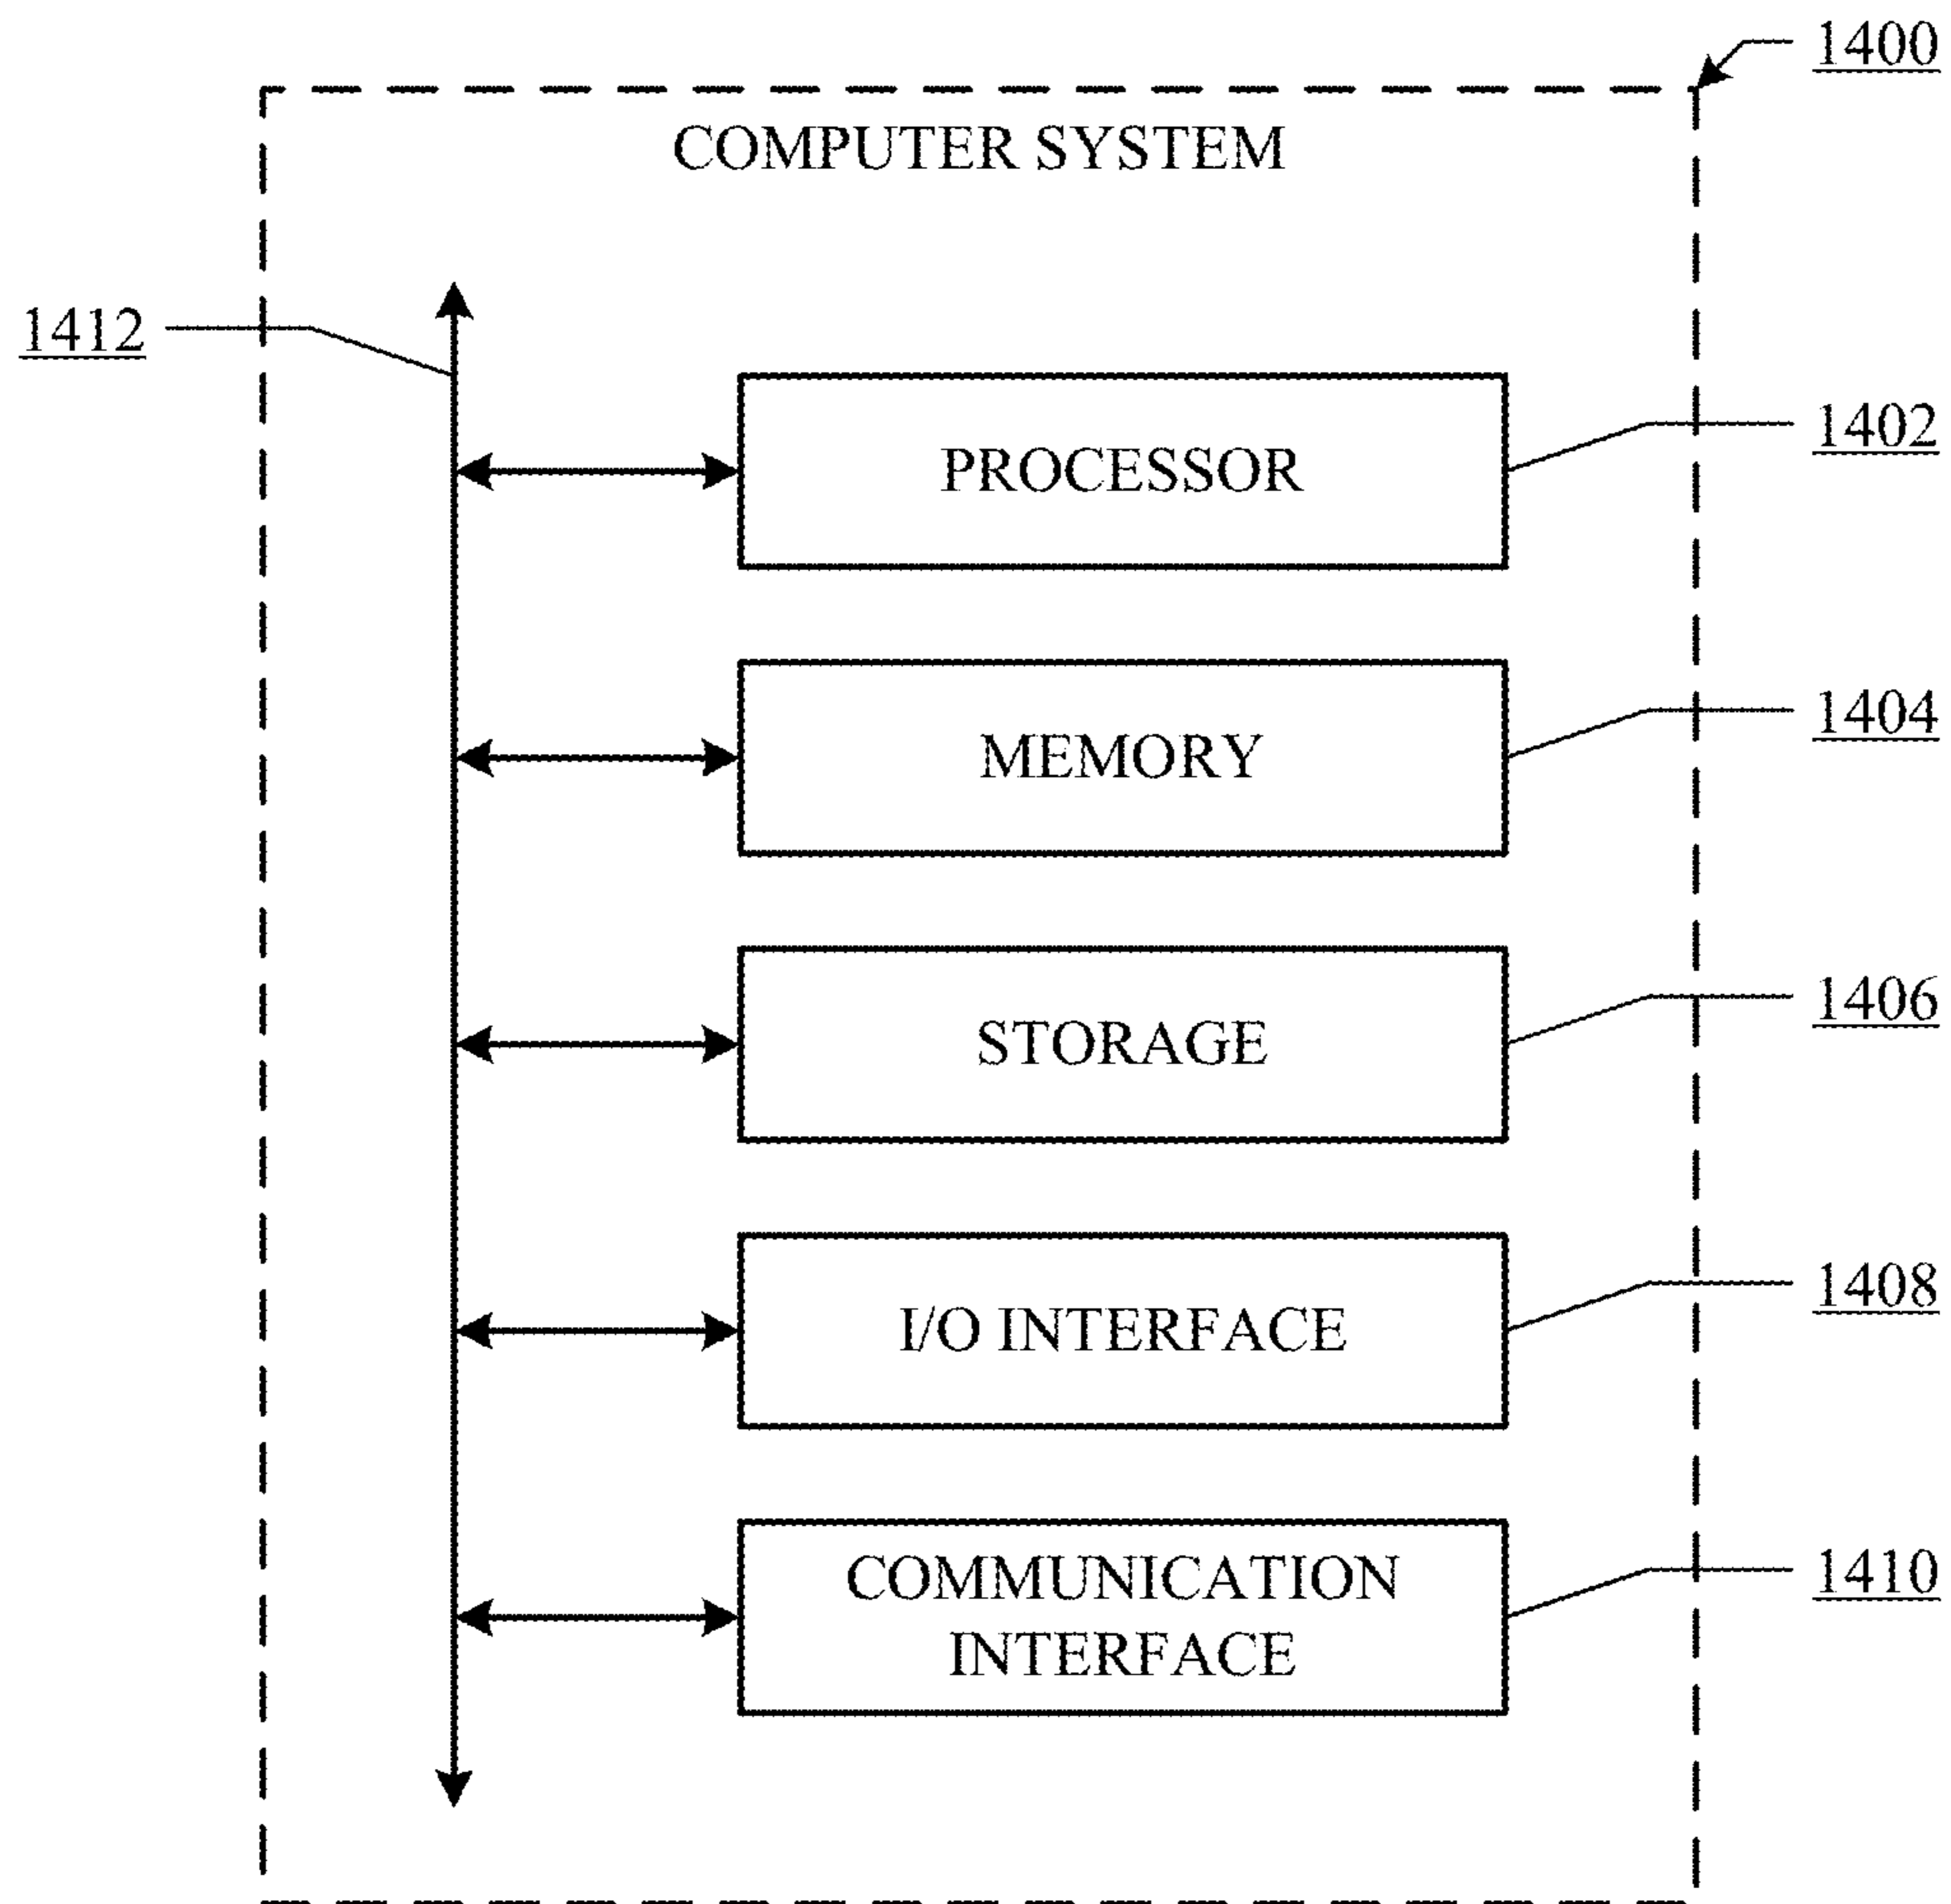 1400
COMPUTER SYSTEM
1412
1402
PROCESSOR
1404
MEMORY
1406
STORAGE
1408
I/O INTERFACE
1410
COMMUNICATION
INTERFACE